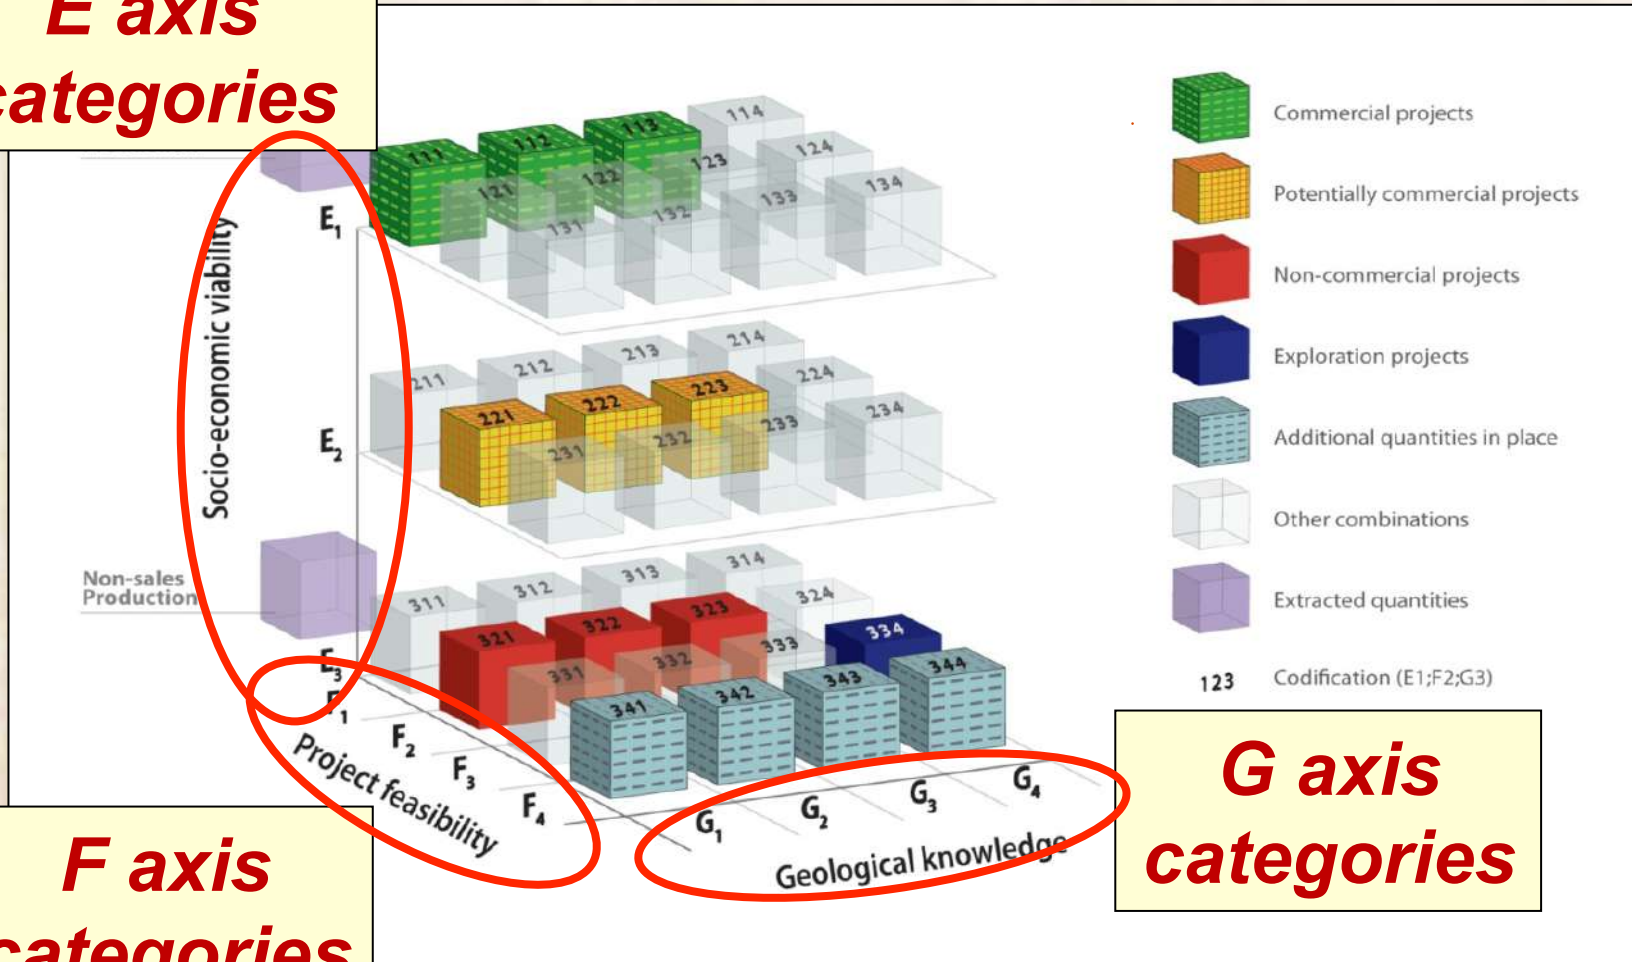 E axis
categories
114
113
112
111
124
123
122
121
134
133
132
131
E1
Socio-economic viability
214
213
212
211
224
223
222
221
234
233
232
231
E2
Non-sales
Production
314
313
312
311
324
323
322
321
334
333
332
331
344
343
342
341
E3
F1
F2
F3
F4
Project feasibility
G1
G2
G3
G4
Geological knowledge
Commercial projects
Potentially commercial projects
Non-commercial projects
Exploration projects
Additional quantities in place
Other combinations
Extracted quantities
123 Codification (E1;F2;G3)
G axis
categories
F axis
categories